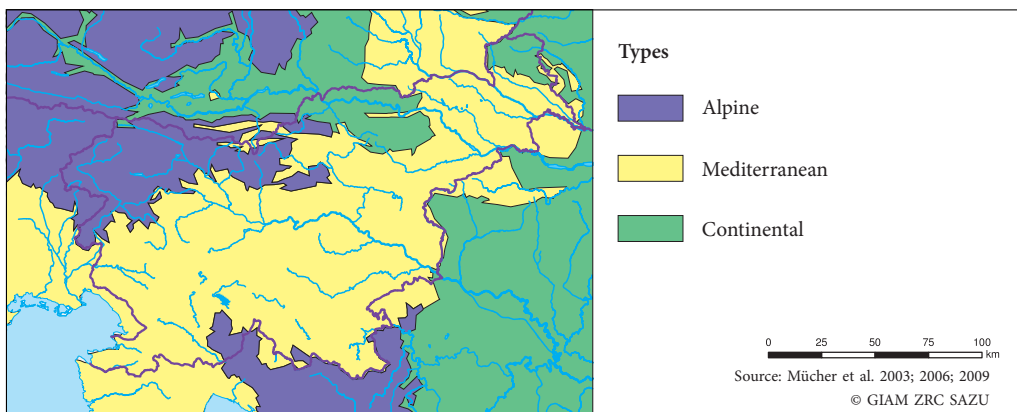 Types
Alpine
Mediterranean
Continental
0 25 50 75 100
km
Source: Mücher et al. 2003; 2006; 2009
© GIAM ZRC SAZU